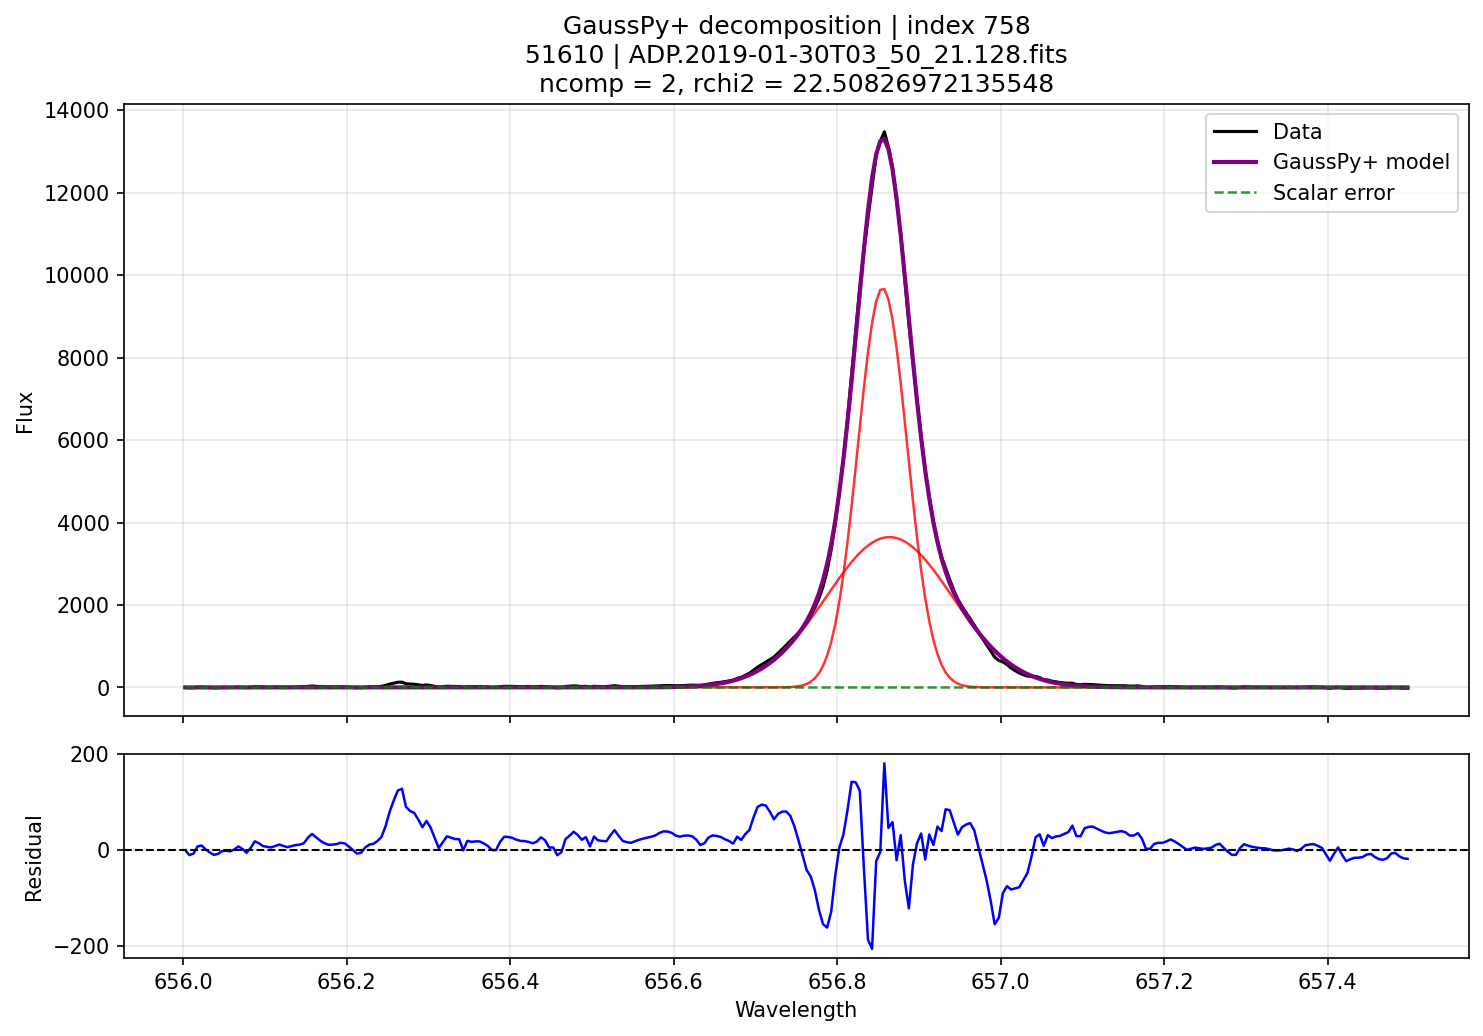 GaussPy+ decomposition | index 758
51610 | ADP.2019-01-30T03_50_21.128.fits
ncomp = 2, rchi2 = 22.50826972135548
14000
12000
10000
8000
6000
4000
2000
0
Flux
Data
GaussPy+ model
Scalar error
200
0
−200
Residual
656.0
656.2
656.4
656.6
656.8
657.0
657.2
657.4
Wavelength